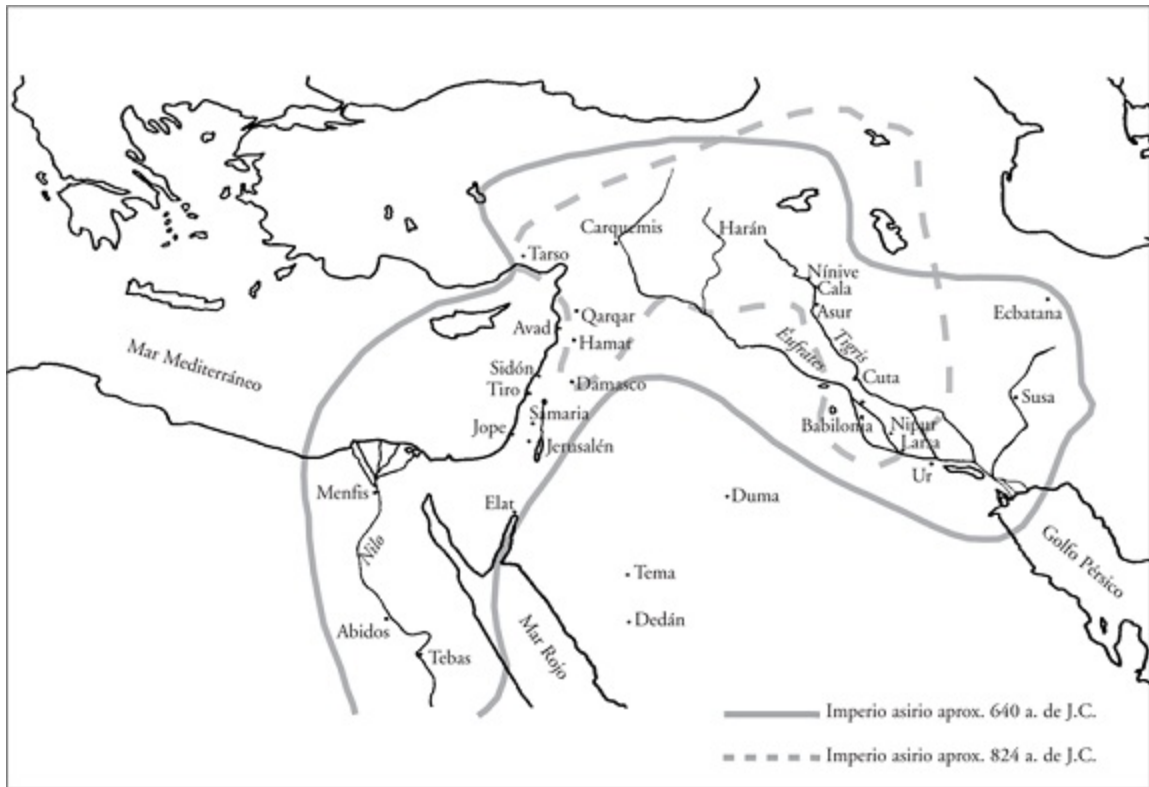 Carquemis
Harán
Tarso
Nínive
Cala
Asur
Ecbatana
Qarqar
Avad
Hamat
Éufrates
Tigris
Mar Mediterráneo
Sidón
Damasco
Cuta
Tiro
Susa
Samaria
Babilonia
Nipur
Jope
Jerusalén
Larsa
Ur
Menfis
Duma
Elat
Nilo
Golfo Pérsico
Tema
Abidos
Dedán
Mar Rojo
Tebas
Imperio asirio aprox. 640 a. de J.C.
Imperio asirio aprox. 824 a. de J.C.